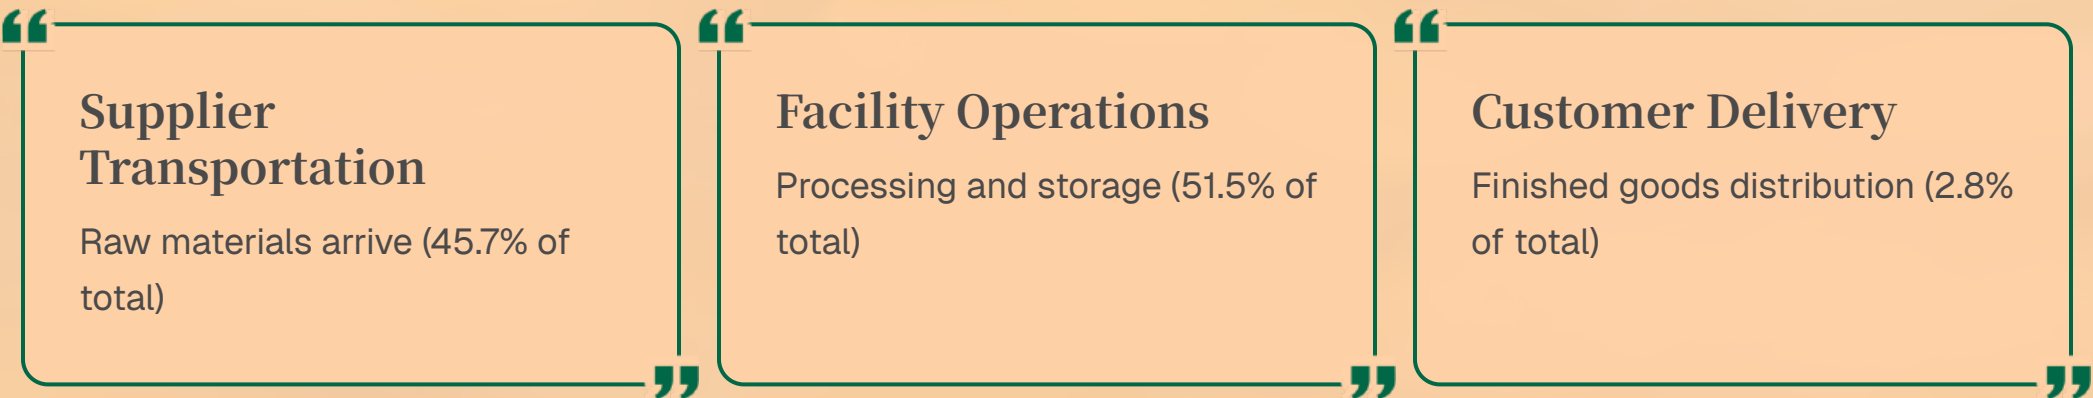 Supplier
Transportation
Raw materials arrive (45.7% of
total)
Facility Operations
Processing and storage (51.5% of
total)
Customer Delivery
Finished goods distribution (2.8%
of total)